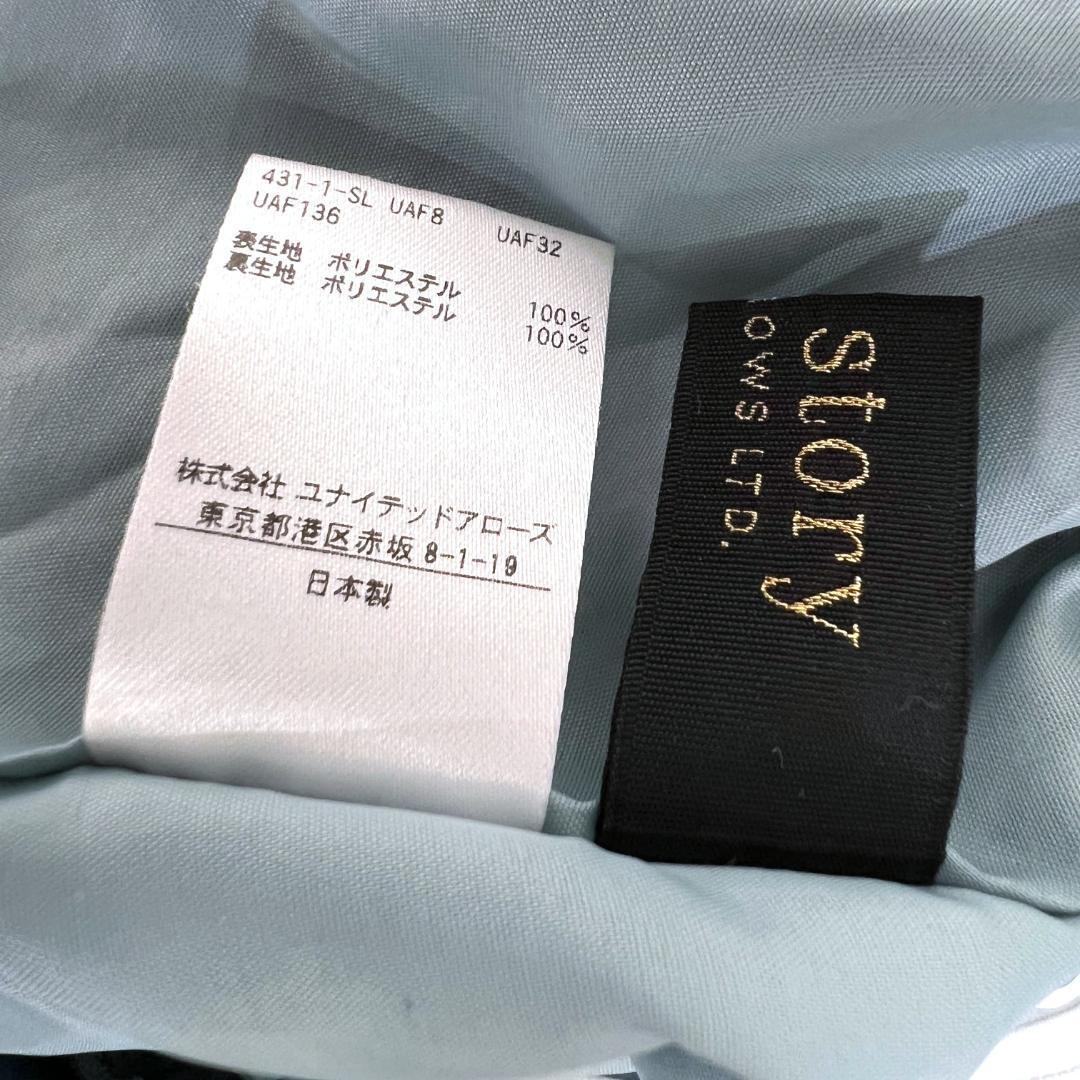 431-1-SL UAF8 UAF32
UAF136
表生地 ポリエステル 100%
裏生地 ポリエステル 100%
株式会社 ユナイテッドアローズ
東京都港区赤坂 8-1-19
日本製
story
OWS LTD.